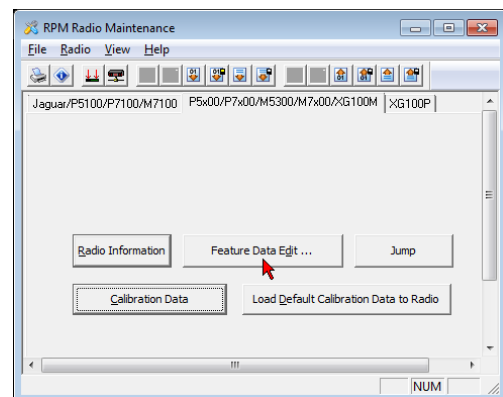 RPM Radio Maintenance
File Radio View Help
Jaguar/P5100/P7100/M7100 P5x00/P7x00/M5300/M7x00/XG100M XG100P
Radio Information Feature Data Edit ... Jump
Calibration Data Load Default Calibration Data to Radio
NUM